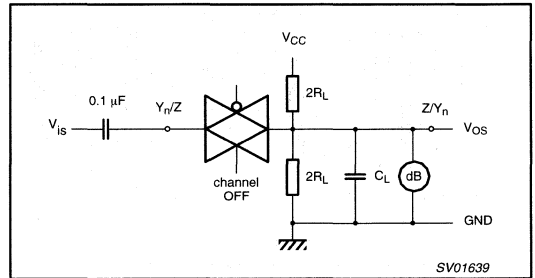 V_CC
0.1 μF
Y_n/Z
2R_L
Z/Y_n
V_is
V_OS
channel
OFF
2R_L
C_L
dB
GND
SV01639